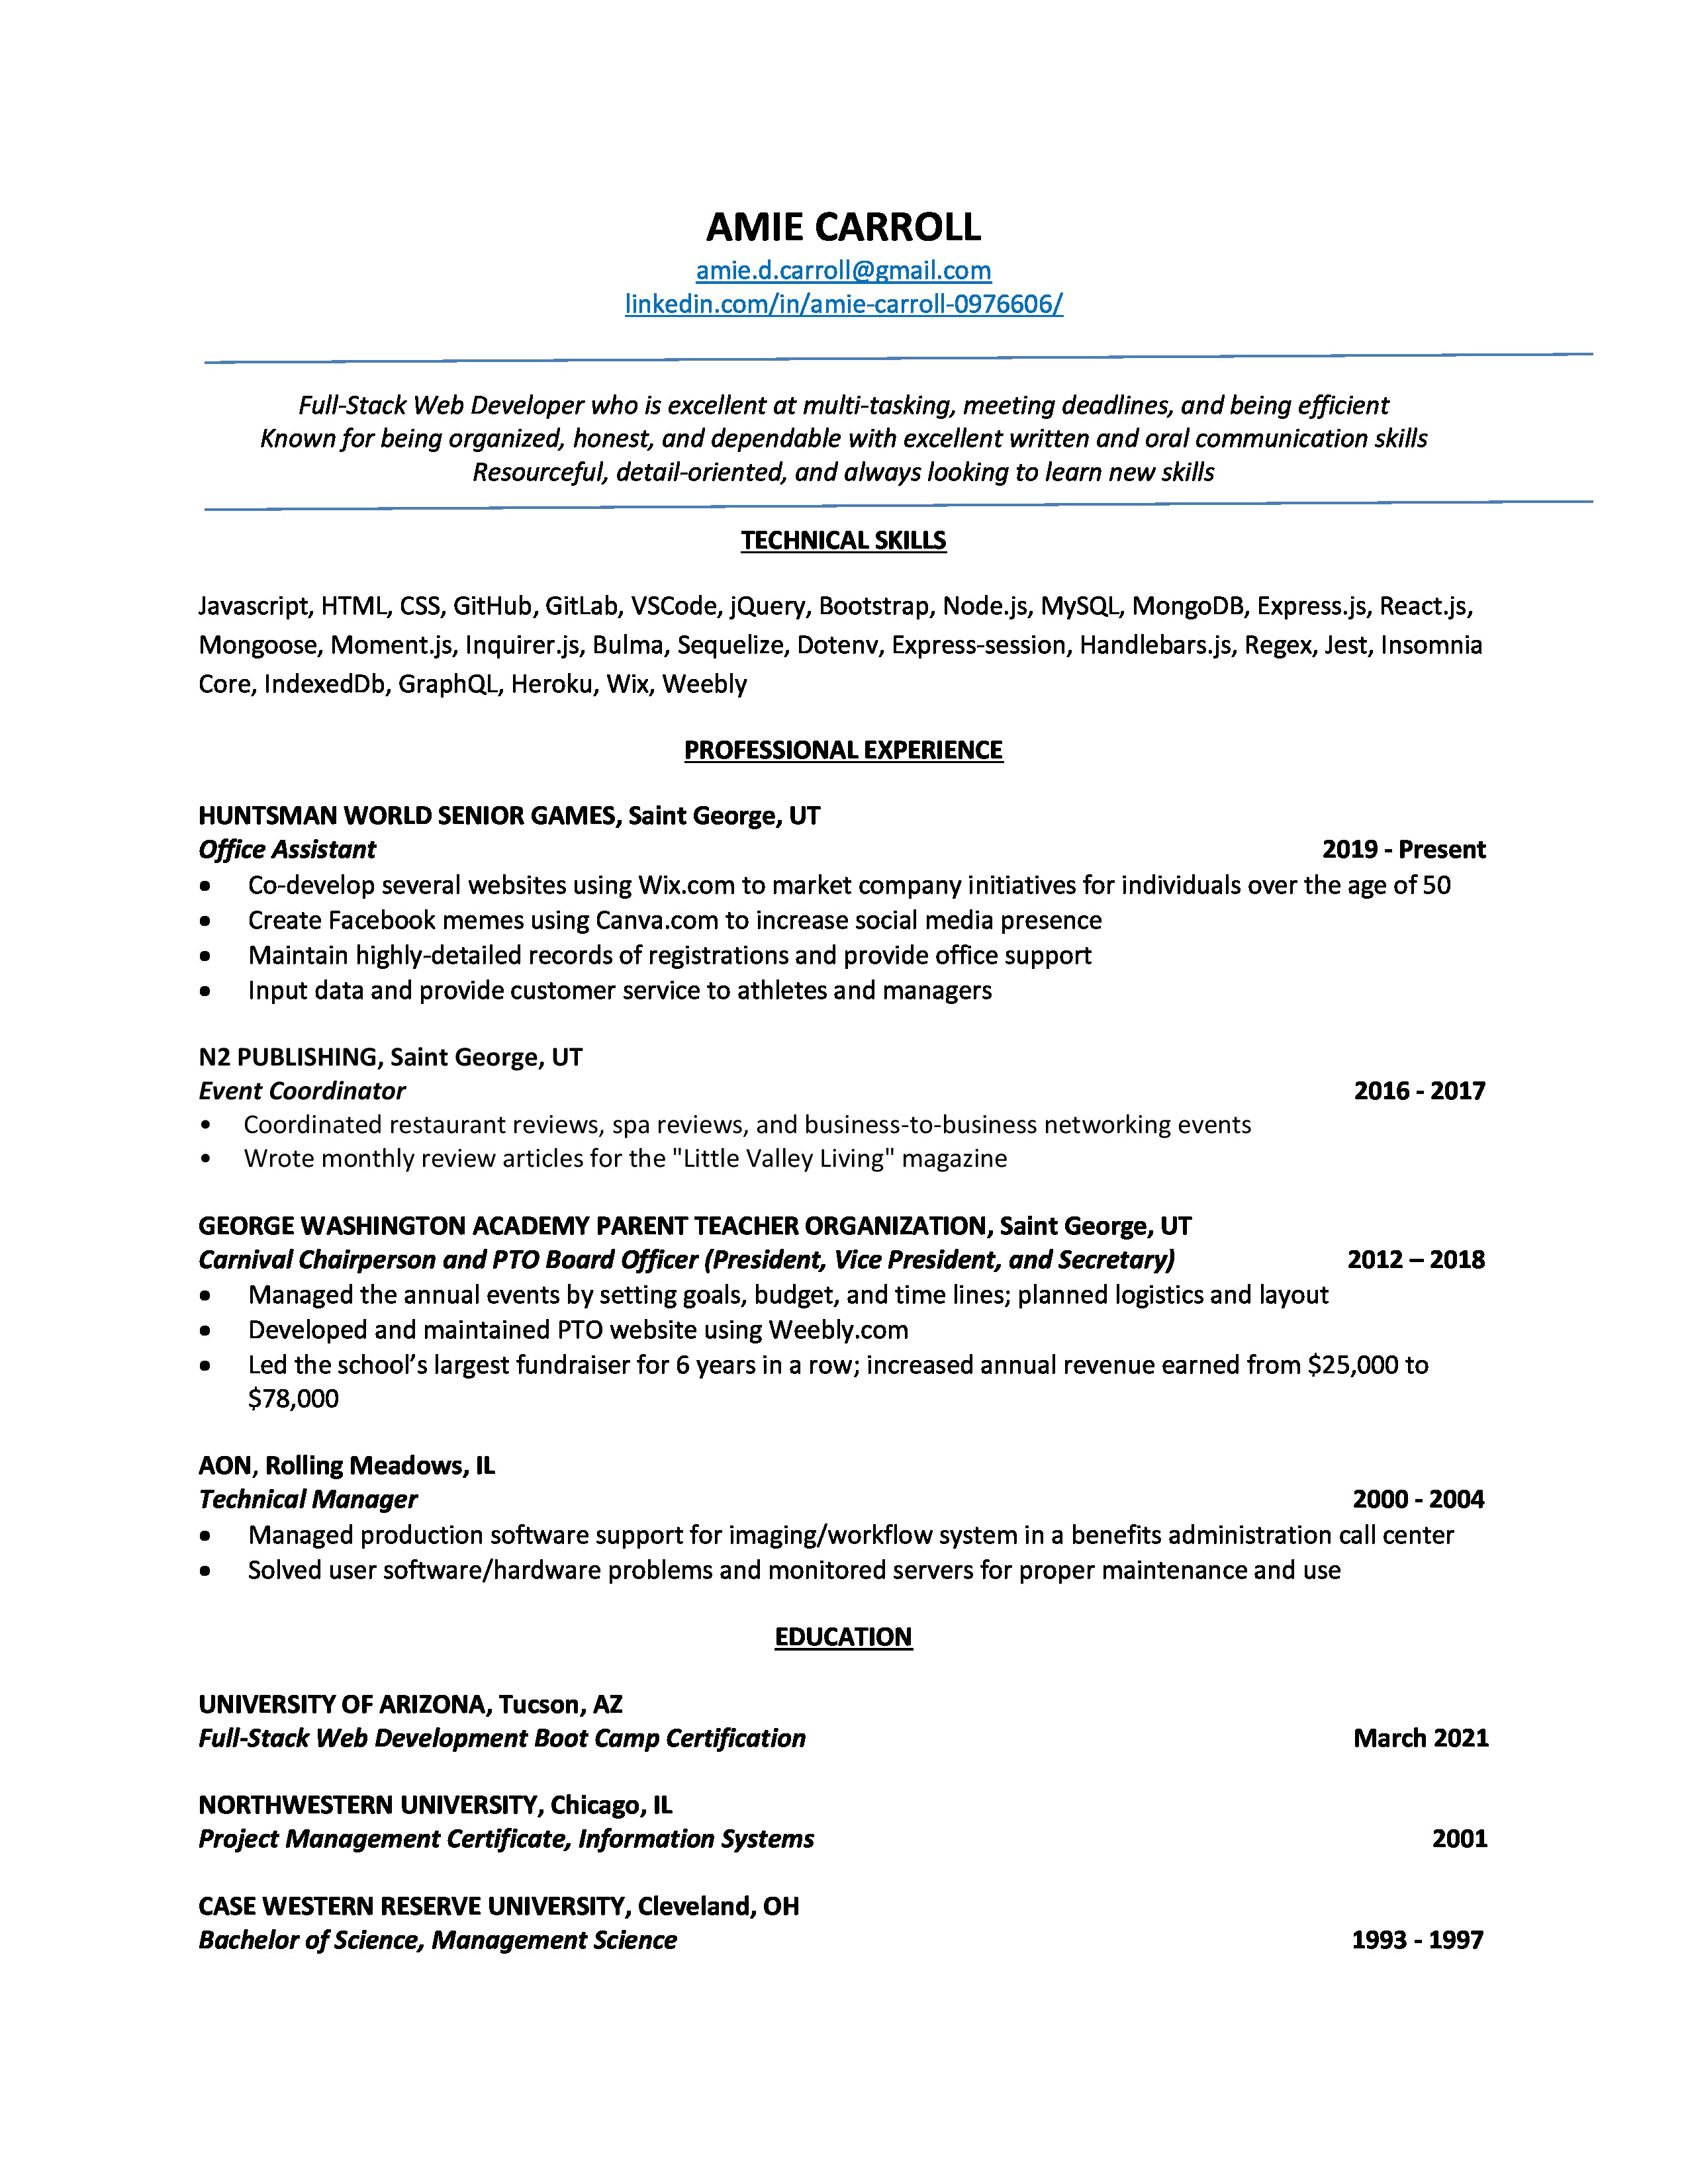 AMIE CARROLL
amie.d.carroll@gmail.com
linkedin.com/in/amie-carroll-0976606/
Full-Stack Web Developer who is excellent at multi-tasking, meeting deadlines, and being efficient
Known for being organized, honest, and dependable with excellent written and oral communication skills
Resourceful, detail-oriented, and always looking to learn new skills
TECHNICAL SKILLS
Javascript, HTML, CSS, GitHub, GitLab, VSCode, jQuery, Bootstrap, Node.js, MySQL, MongoDB, Express.js, React.js,
Mongoose, Moment.js, Inquirer.js, Bulma, Sequelize, Dotenv, Express-session, Handlebars.js, Regex, Jest, Insomnia
Core, IndexedDb, GraphQL, Heroku, Wix, Weebly
PROFESSIONAL EXPERIENCE
HUNTSMAN WORLD SENIOR GAMES, Saint George, UT
Office Assistant 2019 - Present
• Co-develop several websites using Wix.com to market company initiatives for individuals over the age of 50
• Create Facebook memes using Canva.com to increase social media presence
• Maintain highly-detailed records of registrations and provide office support
• Input data and provide customer service to athletes and managers
N2 PUBLISHING, Saint George, UT
Event Coordinator 2016 - 2017
• Coordinated restaurant reviews, spa reviews, and business-to-business networking events
• Wrote monthly review articles for the "Little Valley Living" magazine
GEORGE WASHINGTON ACADEMY PARENT TEACHER ORGANIZATION, Saint George, UT
Carnival Chairperson and PTO Board Officer (President, Vice President, and Secretary) 2012 – 2018
• Managed the annual events by setting goals, budget, and time lines; planned logistics and layout
• Developed and maintained PTO website using Weebly.com
• Led the school’s largest fundraiser for 6 years in a row; increased annual revenue earned from $25,000 to
$78,000
AON, Rolling Meadows, IL
Technical Manager 2000 - 2004
• Managed production software support for imaging/workflow system in a benefits administration call center
• Solved user software/hardware problems and monitored servers for proper maintenance and use
EDUCATION
UNIVERSITY OF ARIZONA, Tucson, AZ
Full-Stack Web Development Boot Camp Certification March 2021
NORTHWESTERN UNIVERSITY, Chicago, IL
Project Management Certificate, Information Systems 2001
CASE WESTERN RESERVE UNIVERSITY, Cleveland, OH
Bachelor of Science, Management Science 1993 - 1997